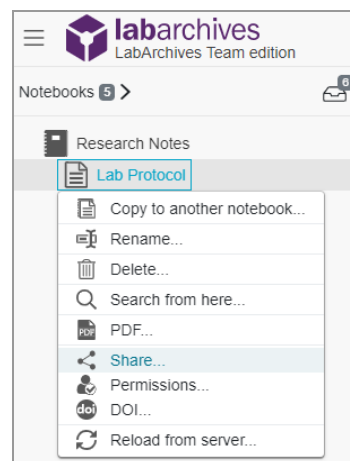 labarchives
LabArchives Team edition
Notebooks 5 >
6
Research Notes
Lab Protocol
Copy to another notebook...
Rename...
Delete...
Search from here...
PDF PDF...
Share...
Permissions...
doi DOI...
Reload from server...